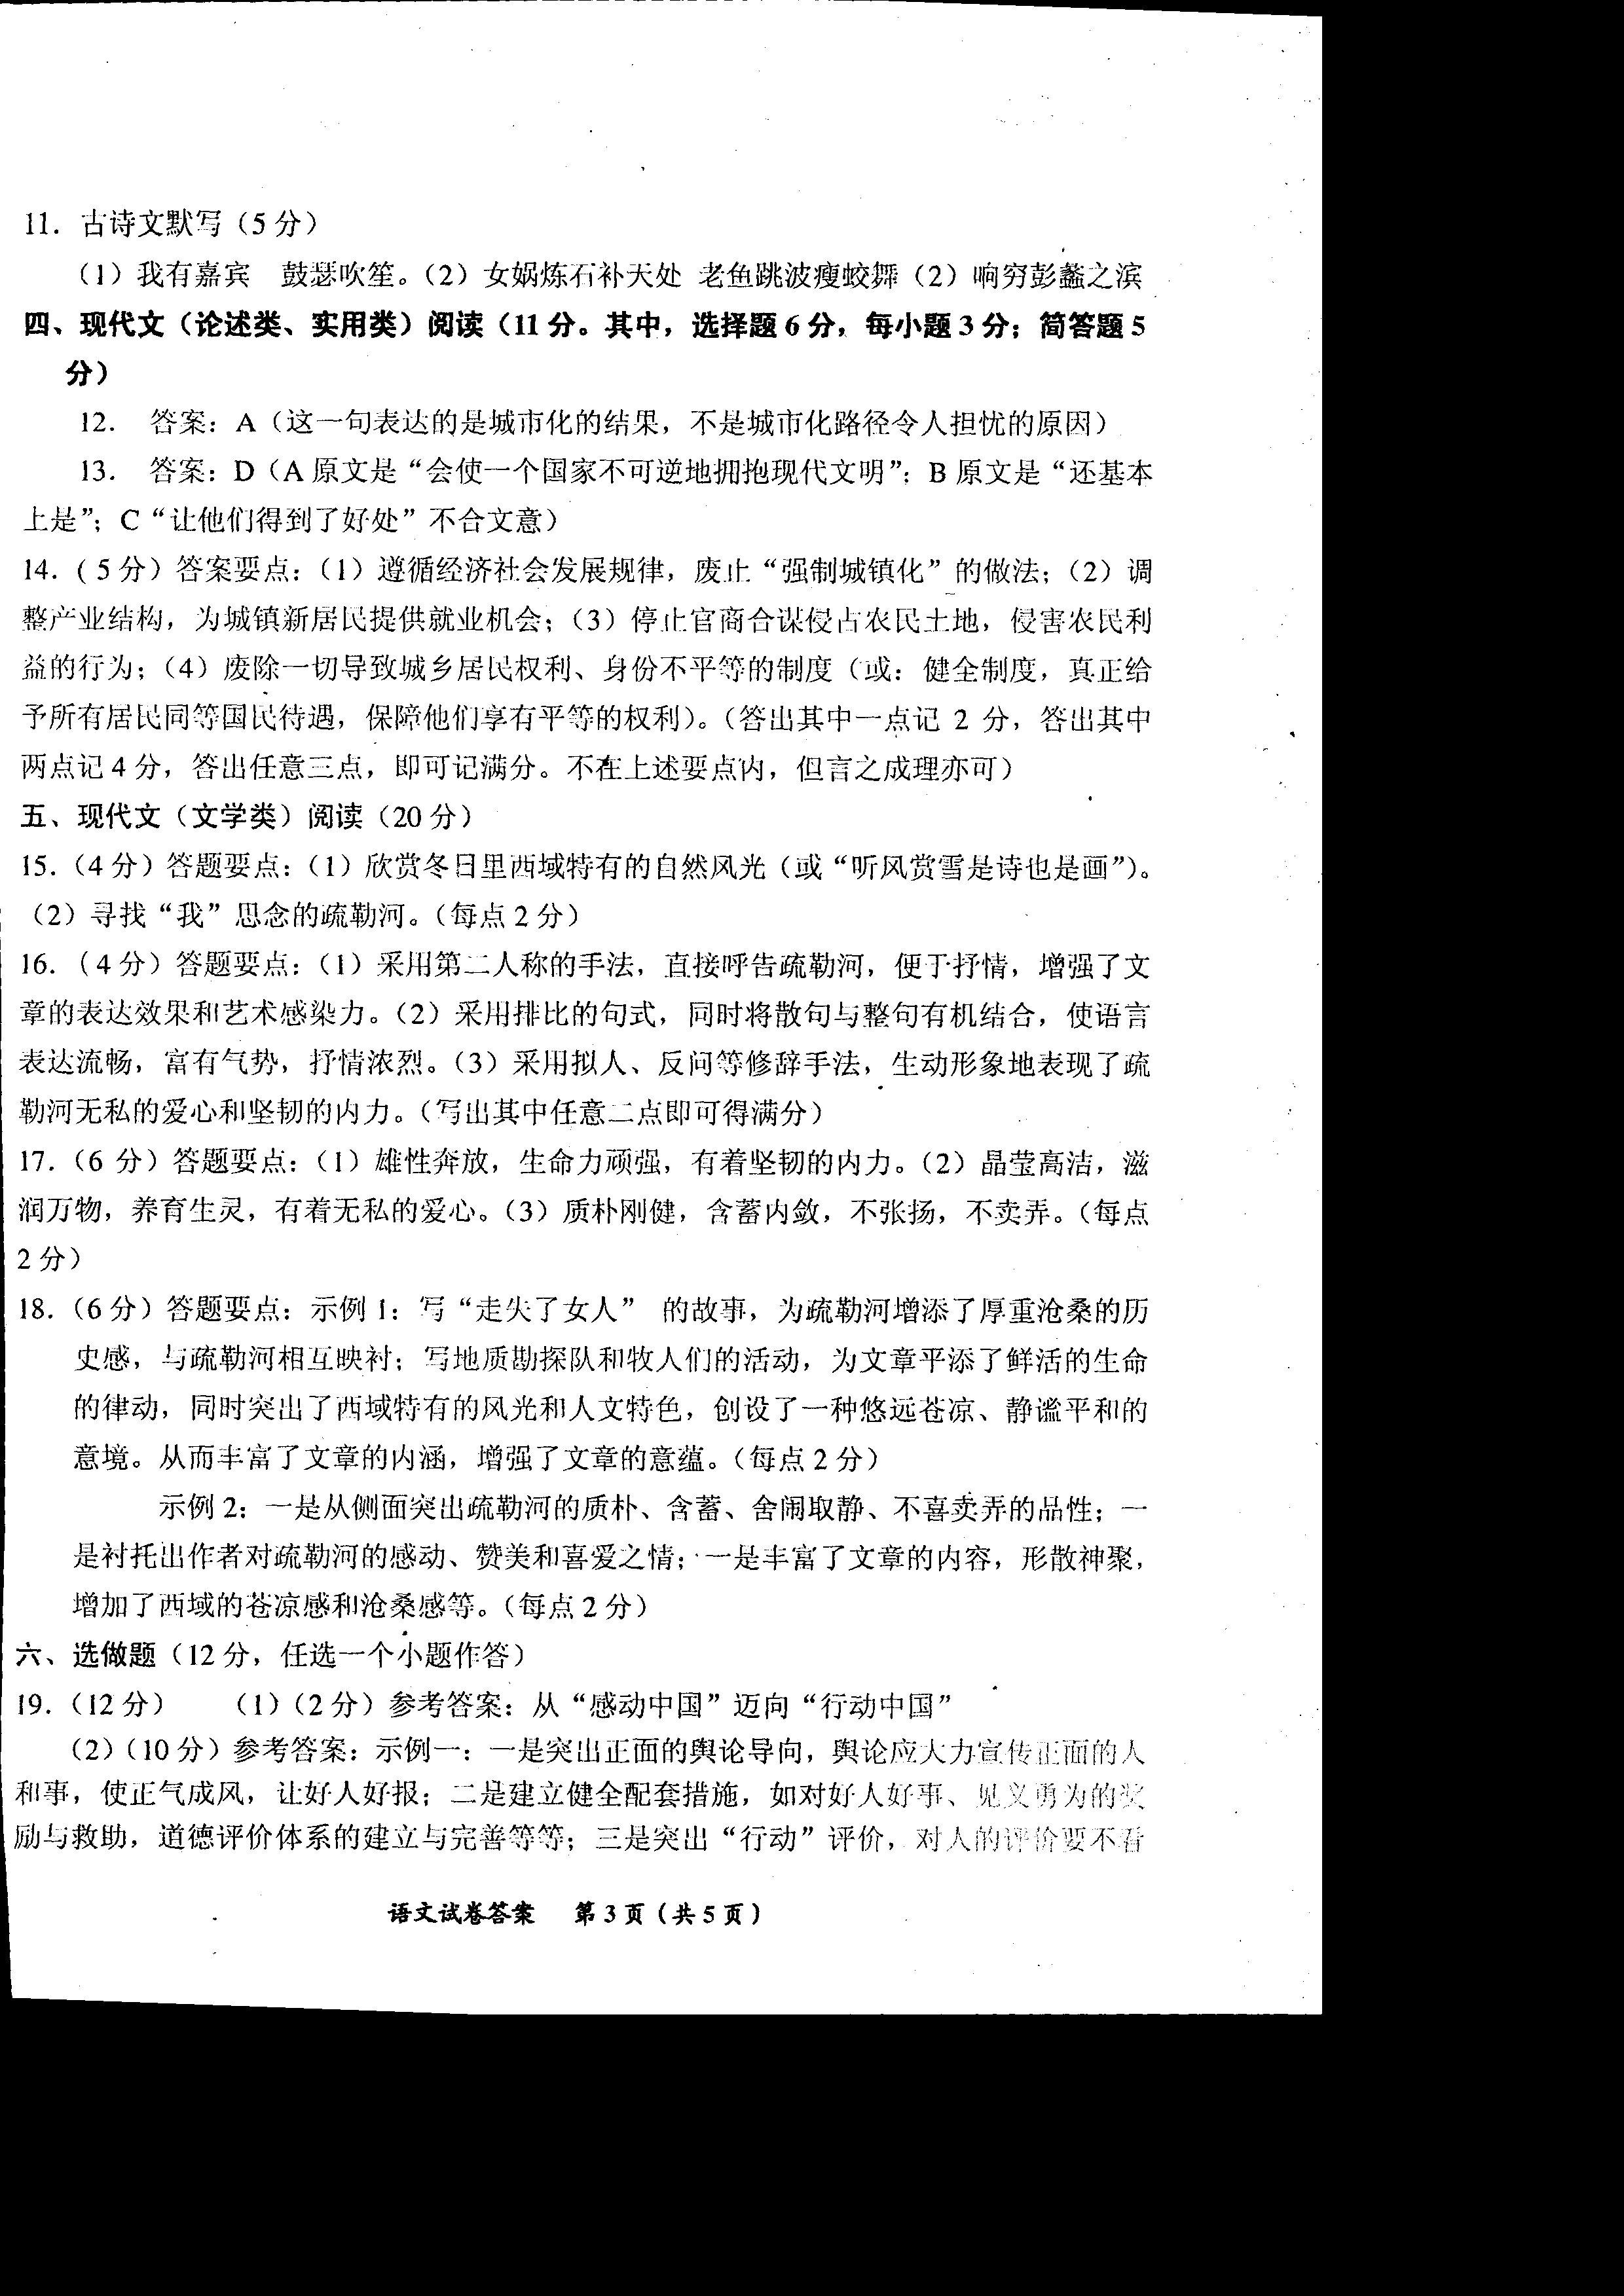 11. 古诗文默写（5 分）
（1）我有嘉宾 鼓瑟吹笙。（2）女娲炼石补天处 老鱼跳波瘦蛟舞（2）响穷彭蠡之滨
四、现代文（论述类、实用类）阅读（11 分。其中，选择题 6 分，每小题 3 分；简答题 5
分）
12. 答案：A（这一句表达的是城市化的结果，不是城市化路径令人担忧的原因）
13. 答案：D（A 原文是“会使一个国家不可逆地拥抱现代文明”；B 原文是“还基本
上是”；C“让他们得到了好处”不合文意）
14.（5 分）答案要点：（1）遵循经济社会发展规律，废止“强制城镇化”的做法；（2）调
整产业结构，为城镇新居民提供就业机会；（3）停止官商合谋侵占农民土地，侵害农民利
益的行为；（4）废除一切导致城乡居民权利、身份不平等的制度（或：健全制度，真正给
予所有居民同等国民待遇，保障他们享有平等的权利）。（答出其中一点记 2 分，答出其中
两点记 4 分，答出任意三点，即可记满分。不在上述要点内，但言之成理亦可）
五、现代文（文学类）阅读（20 分）
15.（4 分）答题要点：（1）欣赏冬日里西域特有的自然风光（或“听风赏雪是诗也是画”）。
（2）寻找“我”思念的疏勒河。（每点 2 分）
16.（4 分）答题要点：（1）采用第二人称的手法，直接呼告疏勒河，便于抒情，增强了文
章的表达效果和艺术感染力。（2）采用排比的句式，同时将散句与整句有机结合，使语言
表达流畅，富有气势，抒情浓烈。（3）采用拟人、反问等修辞手法，生动形象地表现了疏
勒河无私的爱心和坚韧的内力。（写出其中任意二点即可得满分）
17.（6 分）答题要点：（1）雄性奔放，生命力顽强，有着坚韧的内力。（2）晶莹高洁，滋
润万物，养育生灵，有着无私的爱心。（3）质朴刚健，含蓄内敛，不张扬，不卖弄。（每点
2 分）
18.（6 分）答题要点：示例 1：写“走失了女人” 的故事，为疏勒河增添了厚重沧桑的历
史感，与疏勒河相互映衬；写地质勘探队和牧人们的活动，为文章平添了鲜活的生命
的律动，同时突出了西域特有的风光和人文特色，创设了一种悠远苍凉、静谧平和的
意境。从而丰富了文章的内涵，增强了文章的意蕴。（每点 2 分）
示例 2：一是从侧面突出疏勒河的质朴、含蓄、舍闹取静、不喜卖弄的品性；一
是衬托出作者对疏勒河的感动、赞美和喜爱之情；一是丰富了文章的内容，形散神聚，
增加了西域的苍凉感和沧桑感等。（每点 2 分）
六、选做题（12 分，任选一个小题作答）
19.（12 分） （1）（2 分）参考答案：从“感动中国”迈向“行动中国”
（2）（10 分）参考答案：示例一：一是突出正面的舆论导向，舆论应大力宣传正面的人
和事，使正气成风，让好人好报；二是建立健全配套措施，如对好人好事、见义勇为的奖
励与救助，道德评价体系的建立与完善等等；三是突出“行动”评价，对人的评价要不看
语文试卷答案 第 3 页（共 5 页）